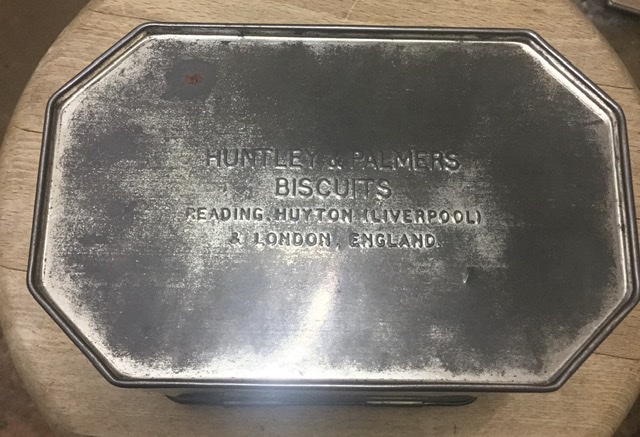 HUNTLEY & PALMERS
BISCUITS
READING, HUYTON (LIVERPOOL)
& LONDON, ENGLAND.